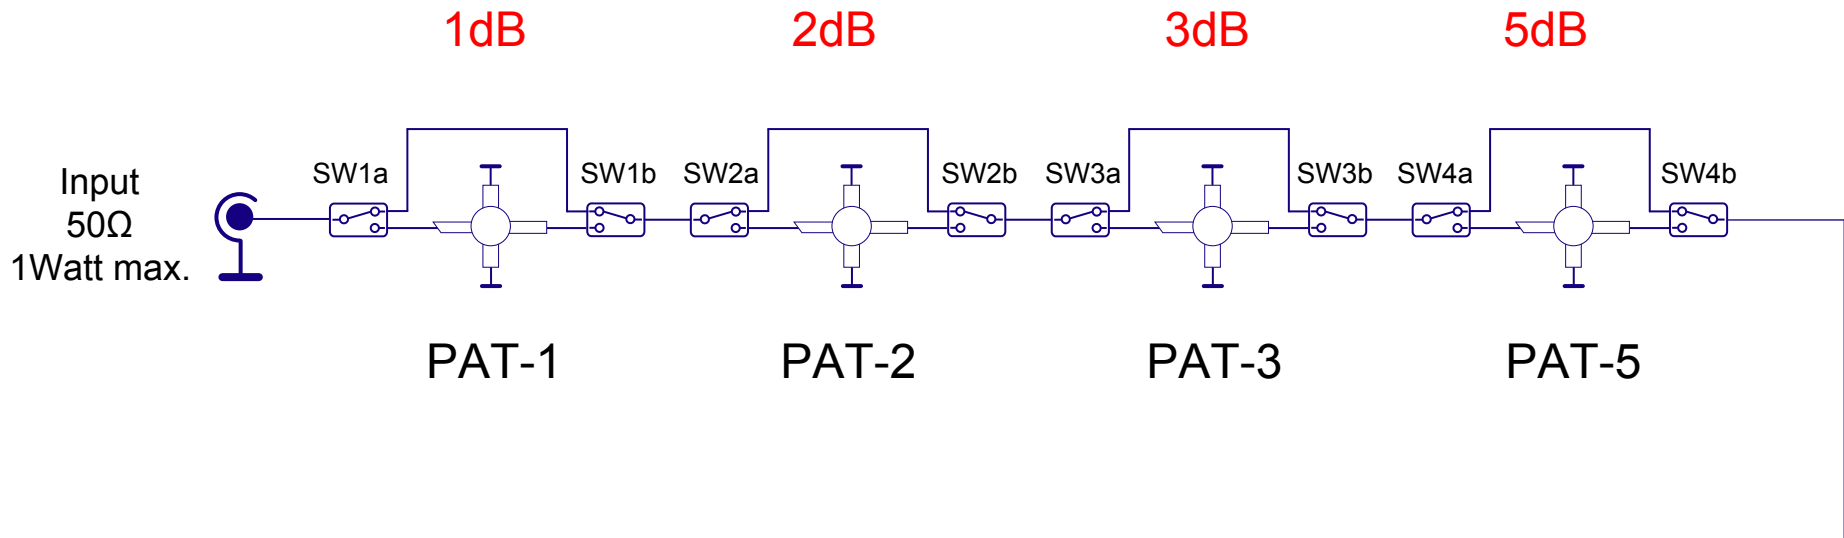 1dB 2dB 3dB 5dB
SW1a SW1b SW2a SW2b SW3a SW3b SW4a SW4b
Input
50Ω
1Watt max.
PAT-1 PAT-2 PAT-3 PAT-5